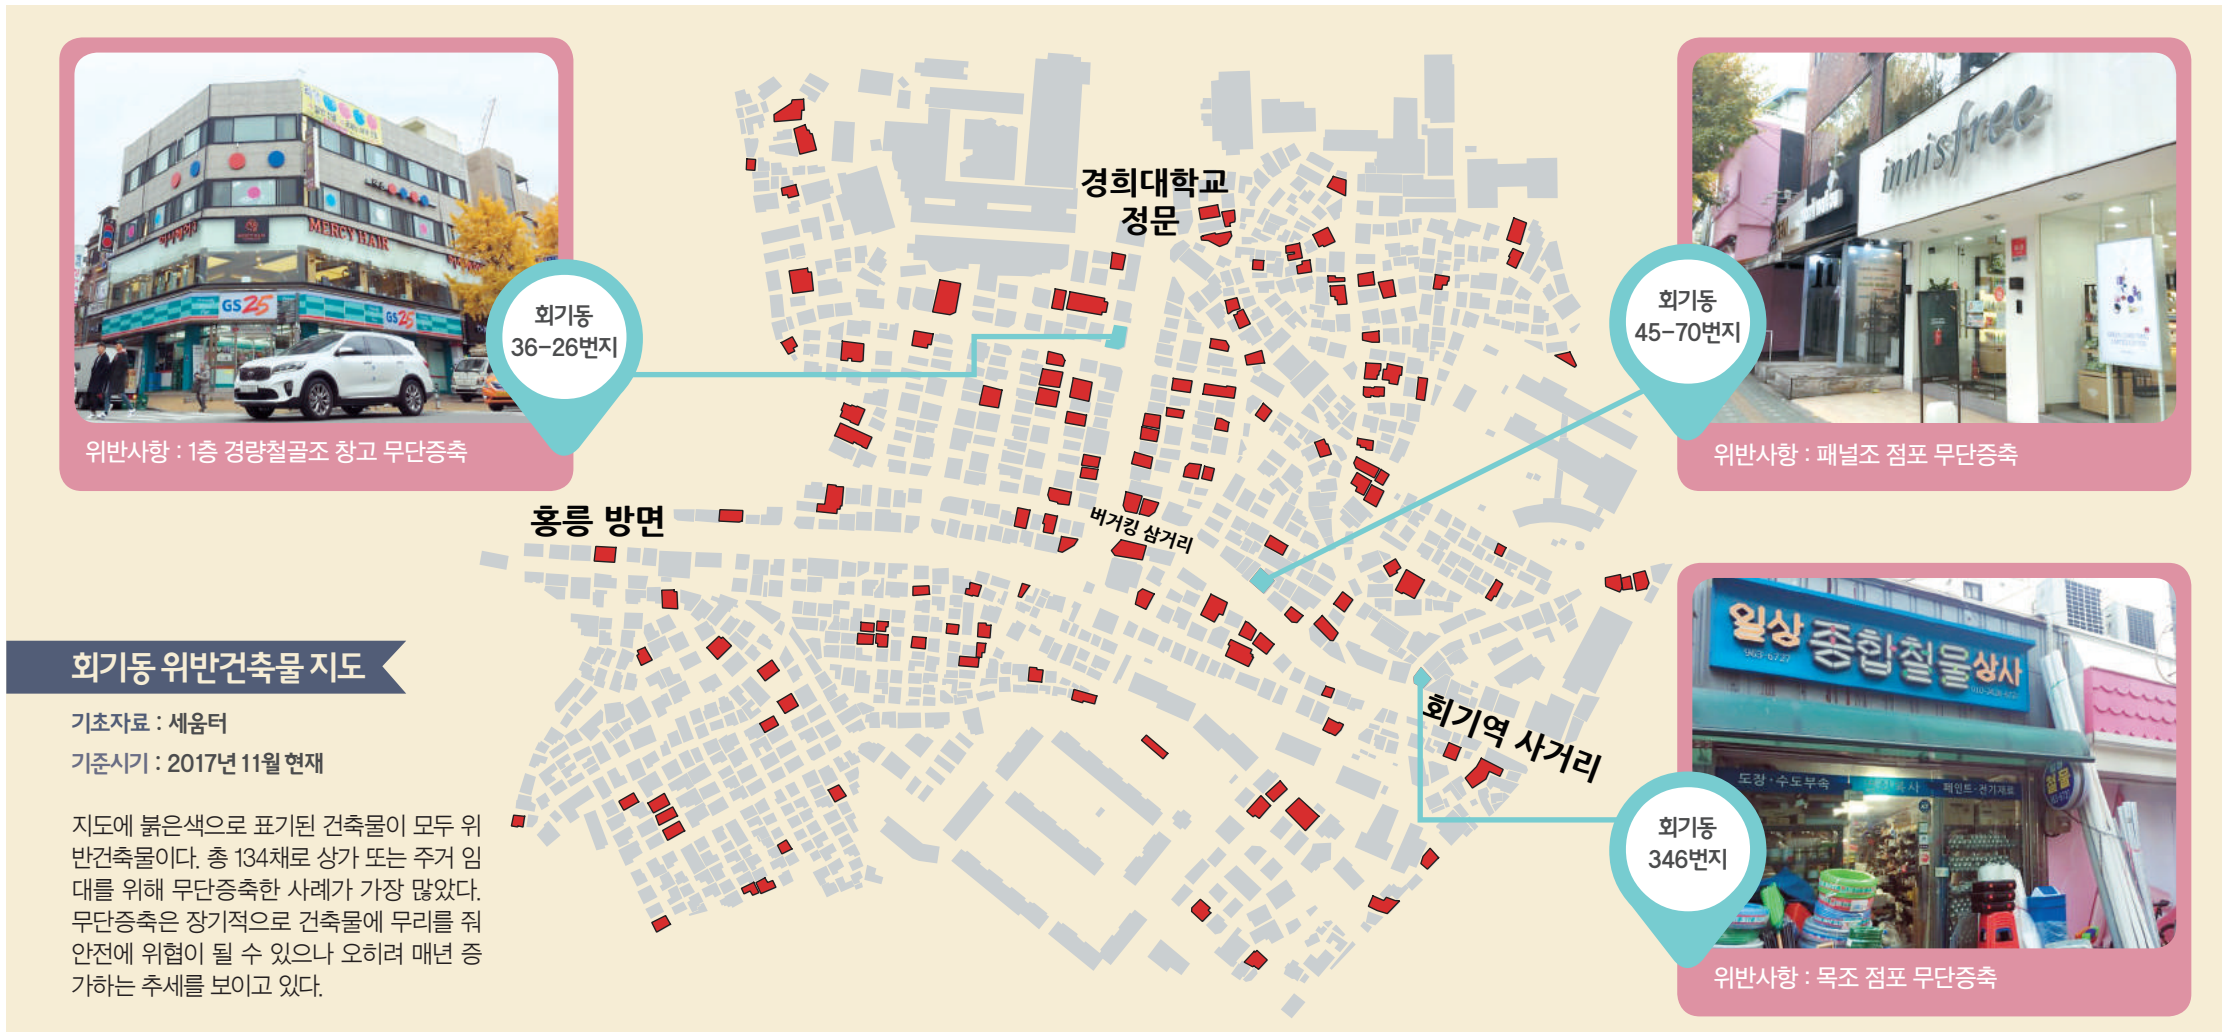 MERCY HAIR
GS25
GS25
회기동
36-26번지
위반사항 : 1층 경량철골조 창고 무단증축
경희대학교
정문
홍릉 방면
버거킹 삼거리
회기역 사거리
innisfree
회기동
45-70번지
위반사항 : 패널조 점포 무단증축
일상 종합철물상사
963-6727
도장·수도부속
페인트·전기재료
철물
회기동
346번지
위반사항 : 목조 점포 무단증축
회기동 위반건축물 지도
기초자료 : 세움터
기준시기 : 2017년 11월 현재
지도에 붉은색으로 표기된 건축물이 모두 위
반건축물이다. 총 134채로 상가 또는 주거 임
대를 위해 무단증축한 사례가 가장 많았다.
무단증축은 장기적으로 건축물에 무리를 줘
안전에 위협이 될 수 있으나 오히려 매년 증
가하는 추세를 보이고 있다.